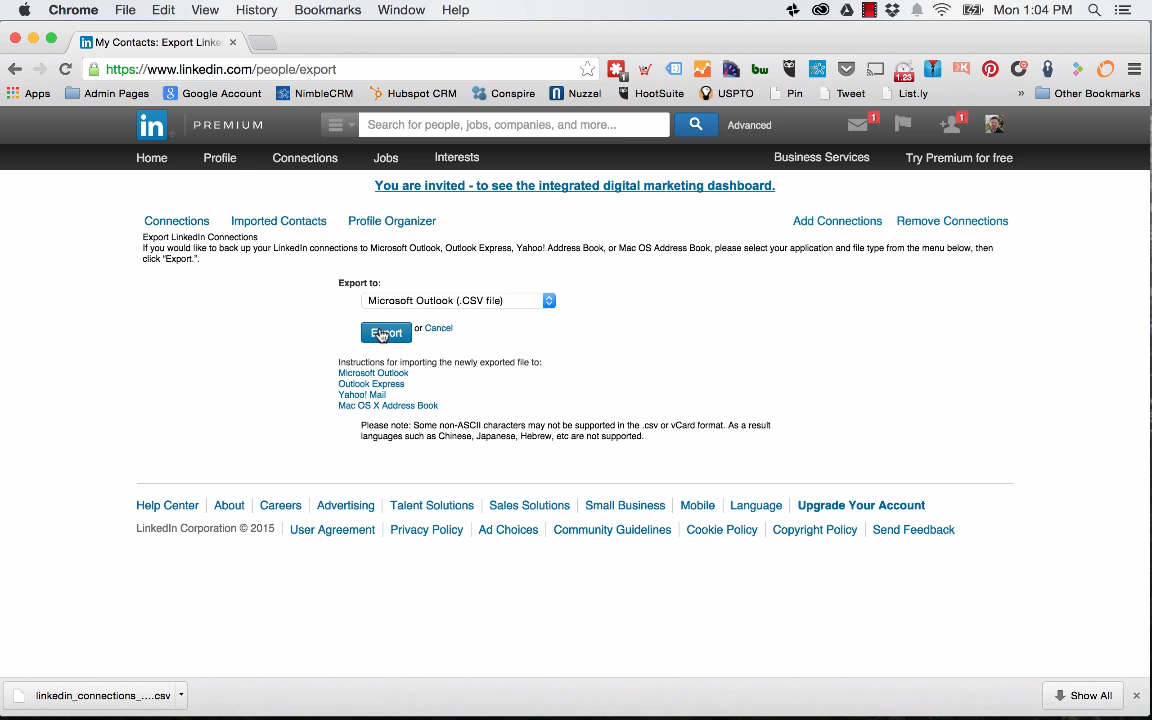 Chrome File Edit View History Bookmarks Window Help Mon 1:04 PM
in My Contacts: Export Linke
https://www.linkedin.com/people/export
1 bw 1.23
Apps Admin Pages Google Account NimbleCRM Hubspot CRM Conspire Nuzzel HootSuite USPTO Pin Tweet List.ly » Other Bookmarks
in PREMIUM Search for people, jobs, companies, and more... Advanced 1 1
Home Profile Connections Jobs Interests Business Services Try Premium for free
You are invited - to see the integrated digital marketing dashboard.
Connections Imported Contacts Profile Organizer Add Connections Remove Connections
Export LinkedIn Connections
If you would like to back up your LinkedIn connections to Microsoft Outlook, Outlook Express, Yahoo! Address Book, or Mac OS Address Book, please select your application and file type from the menu below, then
click "Export.".
Export to:
Microsoft Outlook (.CSV file)
Export or Cancel
Instructions for importing the newly exported file to:
Microsoft Outlook
Outlook Express
Yahoo! Mail
Mac OS X Address Book
Please note: Some non-ASCII characters may not be supported in the .csv or vCard format. As a result
languages such as Chinese, Japanese, Hebrew, etc are not supported.
Help Center About Careers Advertising Talent Solutions Sales Solutions Small Business Mobile Language Upgrade Your Account
LinkedIn Corporation © 2015 User Agreement Privacy Policy Ad Choices Community Guidelines Cookie Policy Copyright Policy Send Feedback
linkedin_connections_....csv Show All